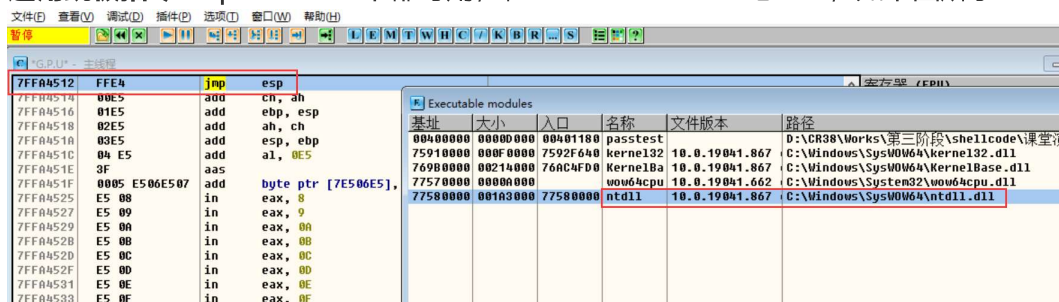 文件(F) 查看(V) 调试(D) 插件(P) 选项(T) 窗口(W) 帮助(H)
暂停 L E M T W H C / K B R ... S ?
*G.P.U* - 主线程
7FFA4512 FFE4 jmp esp
7FFA4514 00E5 add ch, ah
7FFA4516 01E5 add ebp, esp
7FFA4518 02E5 add ah, ch
7FFA451A 03E5 add esp, ebp
7FFA451C 04 E5 add al, 0E5
7FFA451E 3F aas
7FFA451F 0005 E506E507 add byte ptr [7E506E5],
7FFA4525 E5 08 in eax, 8
7FFA4527 E5 09 in eax, 9
7FFA4529 E5 0A in eax, 0A
7FFA452B E5 0B in eax, 0B
7FFA452D E5 0C in eax, 0C
7FFA452F E5 0D in eax, 0D
7FFA4531 E5 0E in eax, 0E
7FFA4533 E5 0F in eax, 0F
寄存器 (FPU)
Executable modules
基址 大小 入口 名称 文件版本 路径
00400000 0000D000 00401180 passtest D:\CR38\Works\第三阶段\shellcode\课堂
75910000 000F0000 7592F640 kernel32 10.0.19041.867 C:\Windows\SysWOW64\kernel32.dll
769B0000 00214000 76AC4FD0 KernelBa 10.0.19041.867 C:\Windows\SysWOW64\KernelBase.dll
77570000 0000A000 wow64cpu 10.0.19041.662 C:\Windows\System32\wow64cpu.dll
77580000 001A3000 77580000 ntdll 10.0.19041.867 C:\Windows\SysWOW64\ntdll.dll